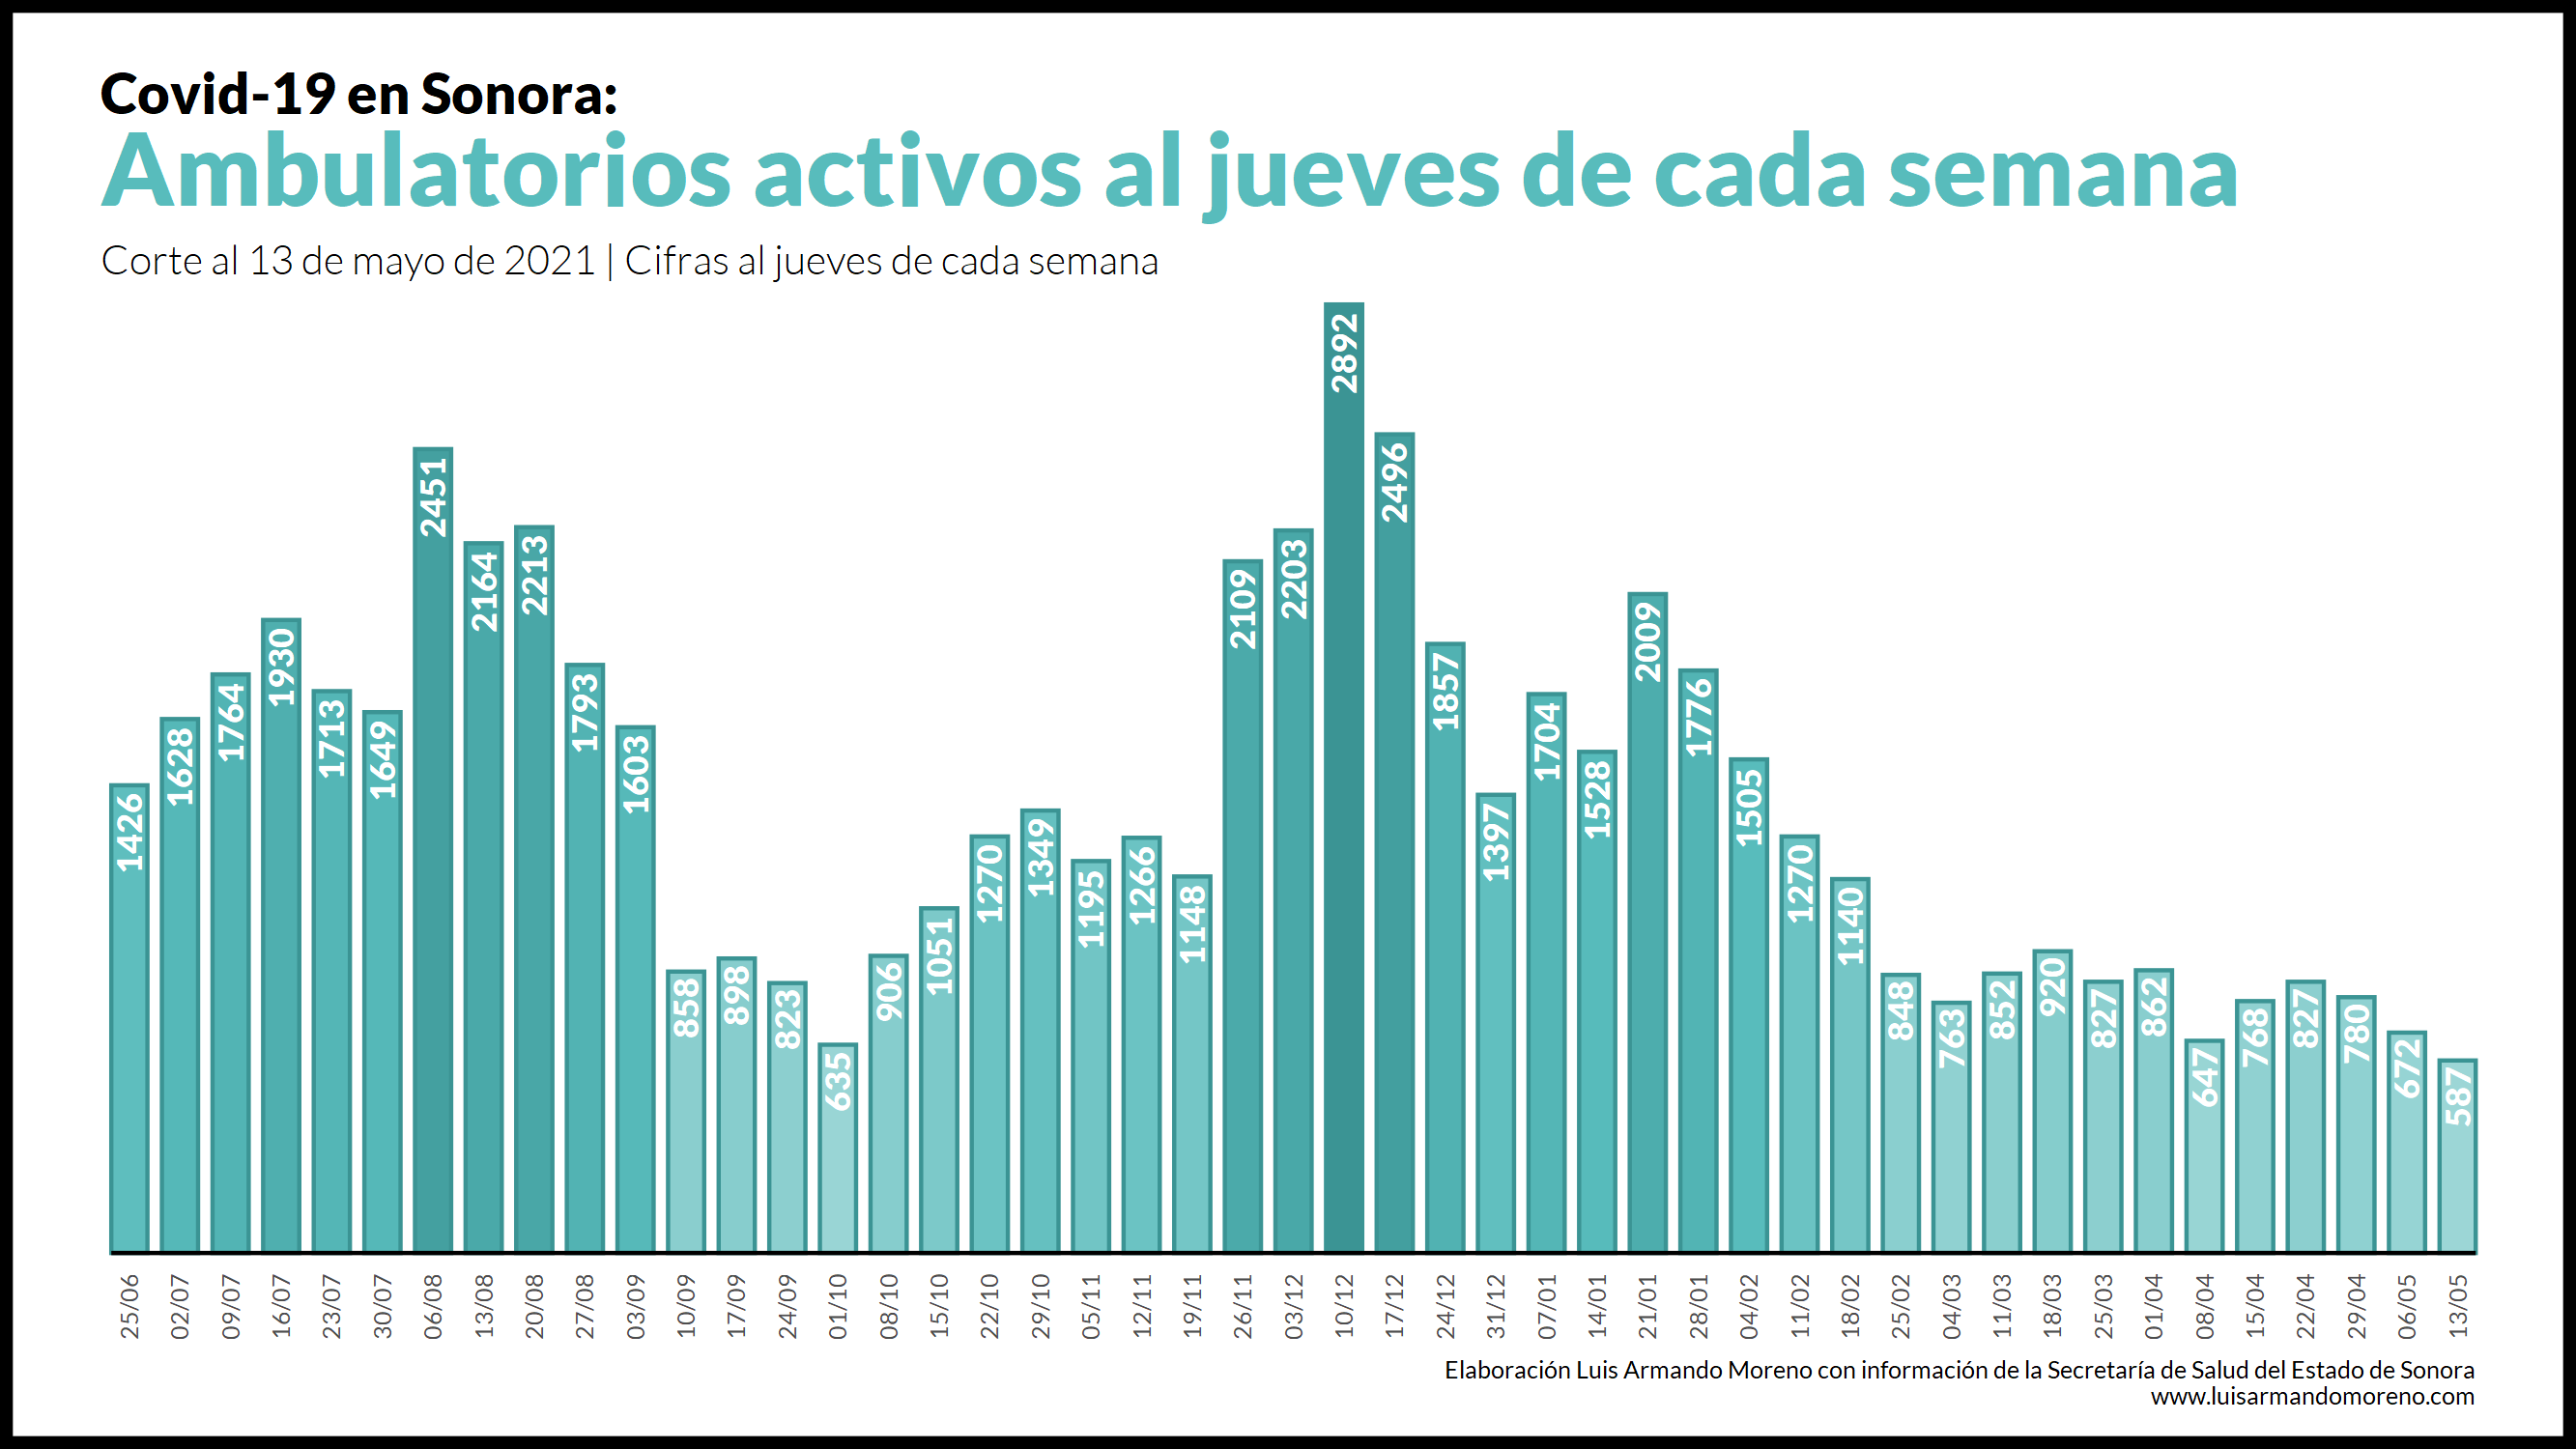 Covid-19 en Sonora:
Ambulatorios activos al jueves de cada semana
Corte al 13 de mayo de 2021 | Cifras al jueves de cada semana
1426 1628 1764 1930 1713 1649 2451 2164 2213 1793 1603 858 898 823 635 906 1051 1270 1349 1195 1266 1148 2109 2203 2892 2496 1857 1397 1704 1528 2009 1776 1505 1270 1140 848 763 852 920 827 862 647 768 827 780 672 587
25/06 02/07 09/07 16/07 23/07 30/07 06/08 13/08 20/08 27/08 03/09 10/09 17/09 24/09 01/10 08/10 15/10 22/10 29/10 05/11 12/11 19/11 26/11 03/12 10/12 17/12 24/12 31/12 07/01 14/01 21/01 28/01 04/02 11/02 18/02 25/02 04/03 11/03 18/03 25/03 01/04 08/04 15/04 22/04 29/04 06/05 13/05
Elaboración Luis Armando Moreno con información de la Secretaría de Salud del Estado de Sonora
www.luisarmandomoreno.com